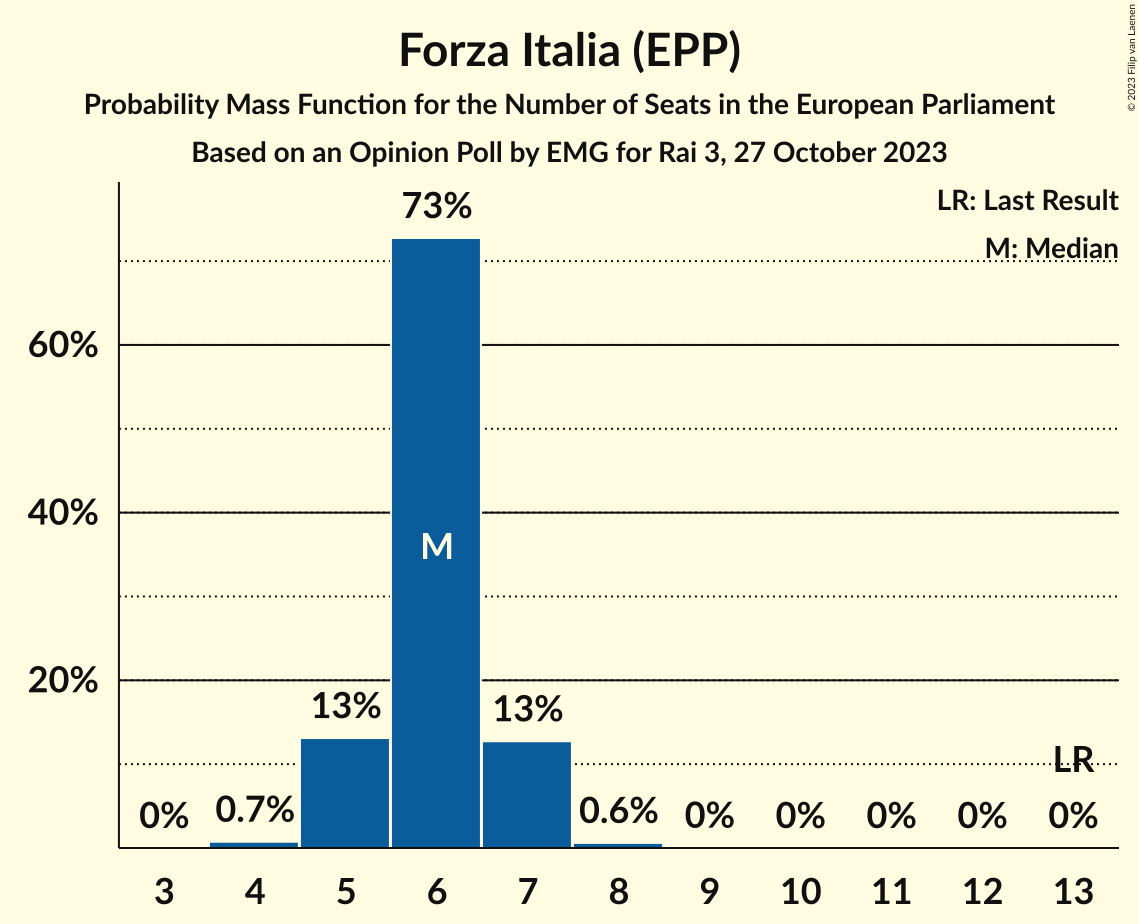 Forza Italia (EPP)
Probability Mass Function for the Number of Seats in the European Parliament
Based on an Opinion Poll by EMG for Rai 3, 27 October 2023
© 2023 Filip van Laenen
LR: Last Result
M: Median
60%
40%
20%
0%
0.7%
13%
73%
M
13%
0.6%
0%
0%
0%
0%
LR
0%
3 4 5 6 7 8 9 10 11 12 13